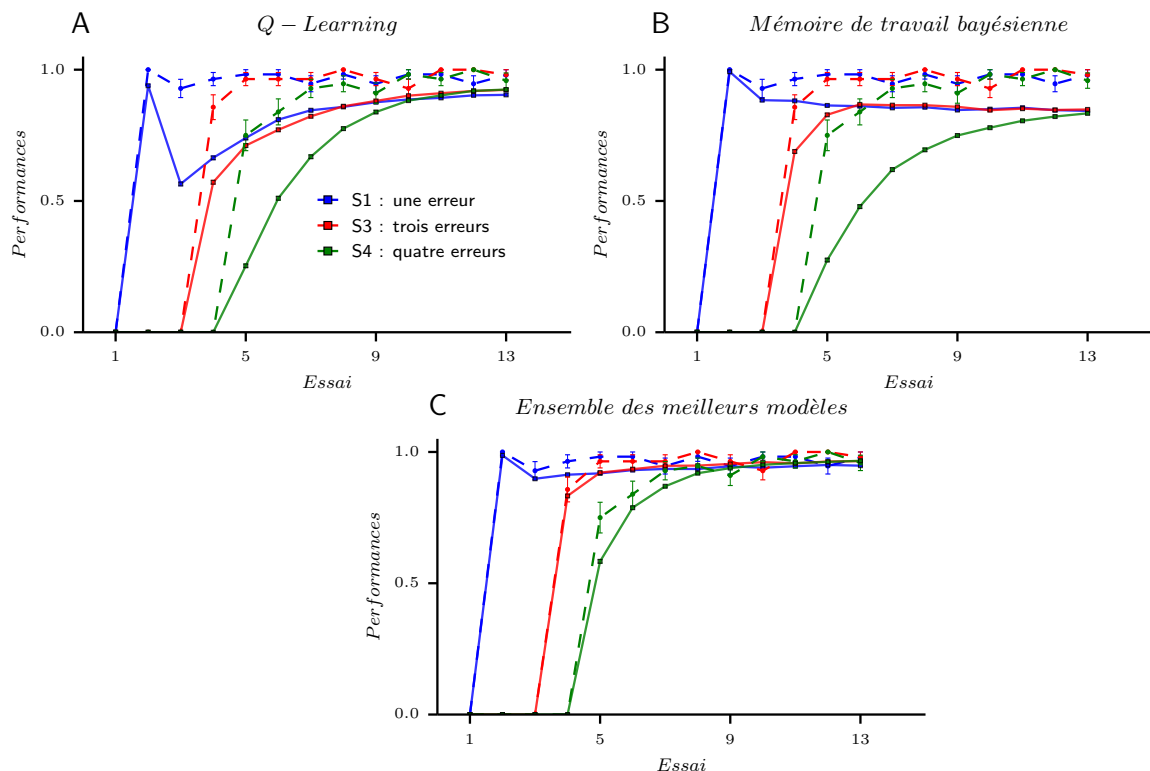 A
Q − Learning
1.0
0.5
0.0
Performances
S1 : une erreur
S3 : trois erreurs
S4 : quatre erreurs
1 5 9 13
Essai
B
Mémoire de travail bayésienne
1.0
0.5
0.0
Performances
1 5 9 13
Essai
C
Ensemble des meilleurs modèles
1.0
0.5
0.0
Performances
1 5 9 13
Essai